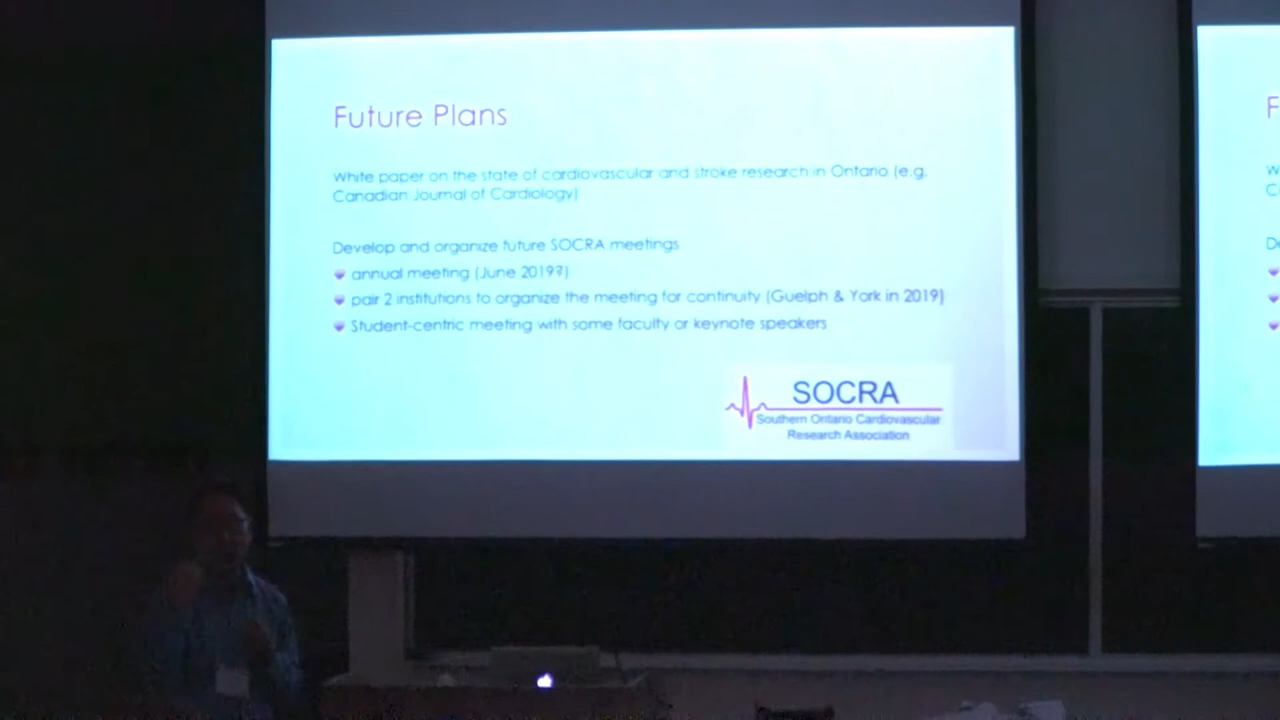 Future Plans
White paper on the state of cardiovascular and stroke research in Ontario (e.g.
Canadian Journal of Cardiology)
Develop and organize future SOCRA meetings
annual meeting (June 2019?)
pair 2 institutions to organize the meeting for continuity (Guelph & York in 2019)
Student-centric meeting with some faculty or keynote speakers
SOCRA
Southern Ontario Cardiovascular
Research Association
F
W
C
De